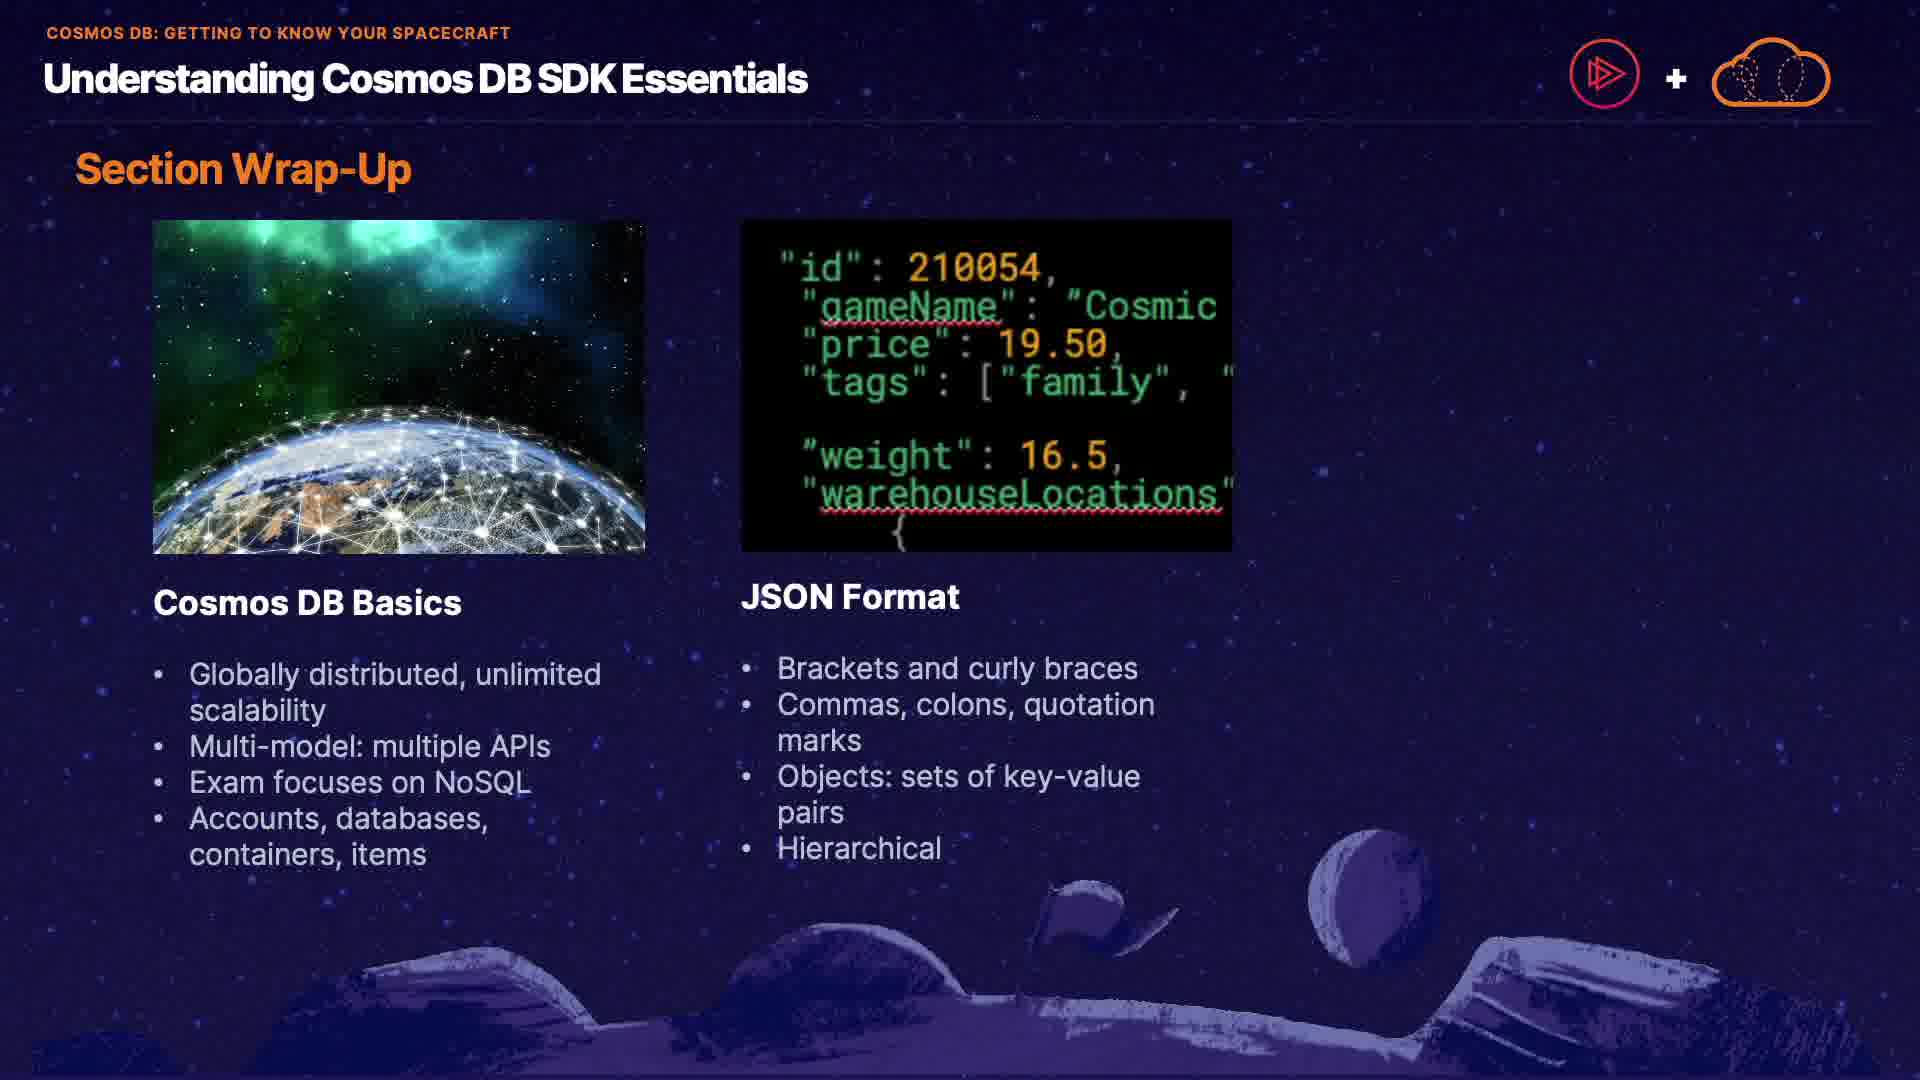 COSMOS DB: GETTING TO KNOW YOUR SPACECRAFT
Understanding Cosmos DB SDK Essentials
+
Section Wrap-Up
"id": 210054,
"gameName": "Cosmic
"price": 19.50,
"tags": ["family", "
"weight": 16.5,
"warehouseLocations"
{
Cosmos DB Basics
• Globally distributed, unlimited
scalability
• Multi-model: multiple APIs
• Exam focuses on NoSQL
• Accounts, databases,
containers, items
JSON Format
• Brackets and curly braces
• Commas, colons, quotation
marks
• Objects: sets of key-value
pairs
• Hierarchical